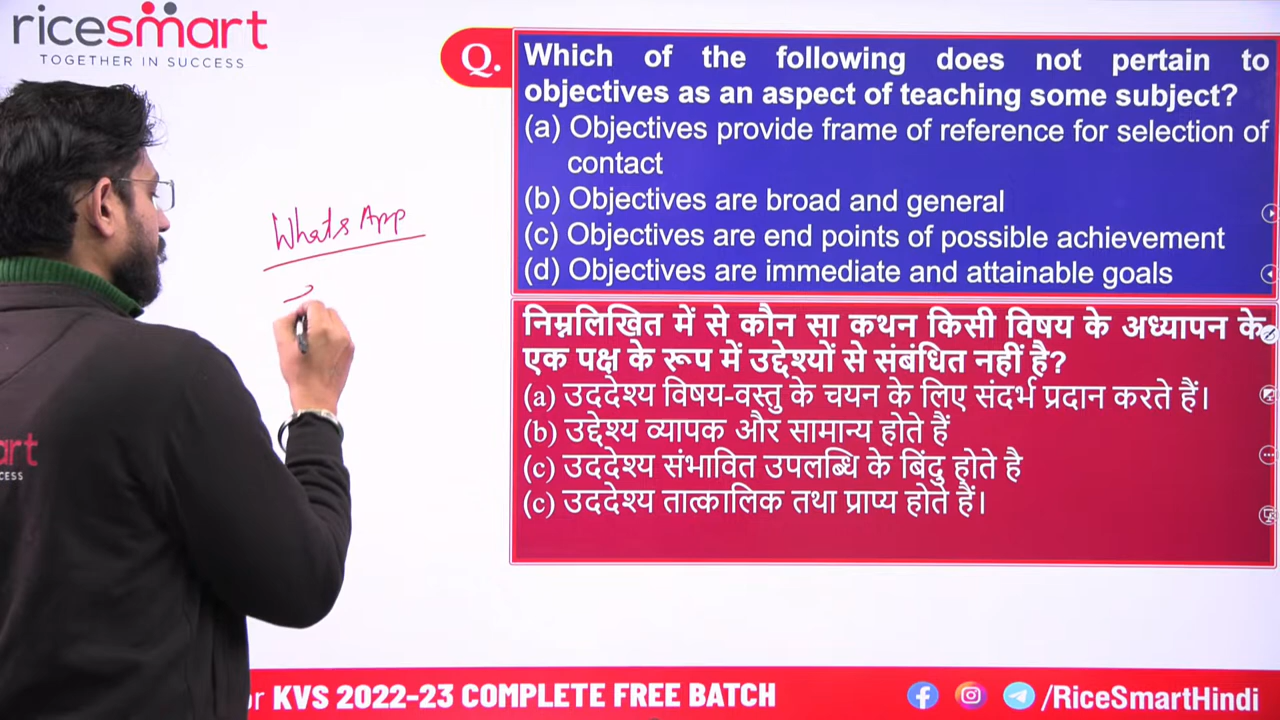 ricesmart
TOGETHER IN SUCCESS
Q.
Which of the following does not pertain to
objectives as an aspect of teaching some subject?
(a) Objectives provide frame of reference for selection of
contact
(b) Objectives are broad and general
(c) Objectives are end points of possible achievement
(d) Objectives are immediate and attainable goals
WhatsApp
निम्नलिखित में से कौन सा कथन किसी विषय के अध्यापन के
एक पक्ष के रूप में उद्देश्यों से संबंधित नहीं है?
(a) उददेश्य विषय-वस्तु के चयन के लिए संदर्भ प्रदान करते हैं।
(b) उद्देश्य व्यापक और सामान्य होते हैं
(c) उददेश्य संभावित उपलब्धि के बिंदु होते है
(c) उददेश्य तात्कालिक तथा प्राप्य होते हैं।
art
CESS
or KVS 2022-23 COMPLETE FREE BATCH
/RiceSmartHindi